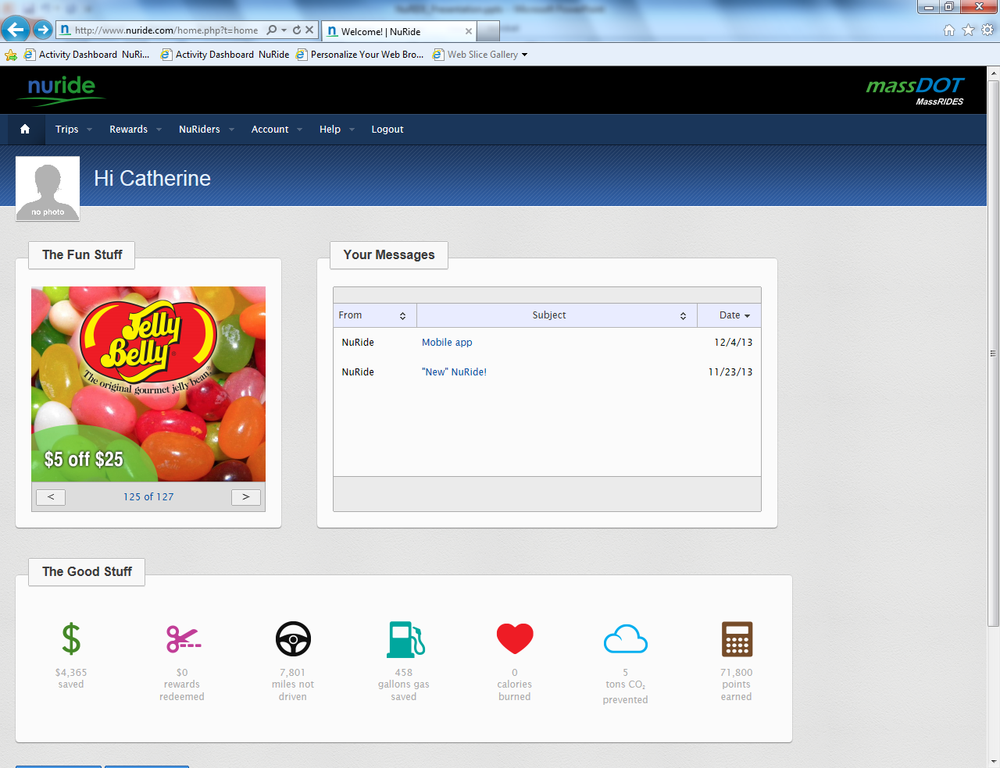 NuRIDE_Presentation.pptx - Microsoft PowerPoint
n http://www.nuride.com/home.php?t=home
n Welcome! | NuRide
Activity Dashboard NuRi...
Activity Dashboard NuRide
Personalize Your Web Bro...
Web Slice Gallery
nuride
massDOT
MassRIDES
Trips
Rewards
NuRiders
Account
Help
Logout
no photo
Hi Catherine
The Fun Stuff
Jelly
Belly
The original gourmet jelly bean
$5 off $25
<
125 of 127
>
Your Messages
From
Subject
Date
NuRide
Mobile app
12/4/13
NuRide
"New" NuRide!
11/23/13
The Good Stuff
$
$4,365
saved
$0
rewards
redeemed
7,801
miles not
driven
458
gallons gas
saved
0
calories
burned
5
tons CO₂
prevented
71,800
points
earned